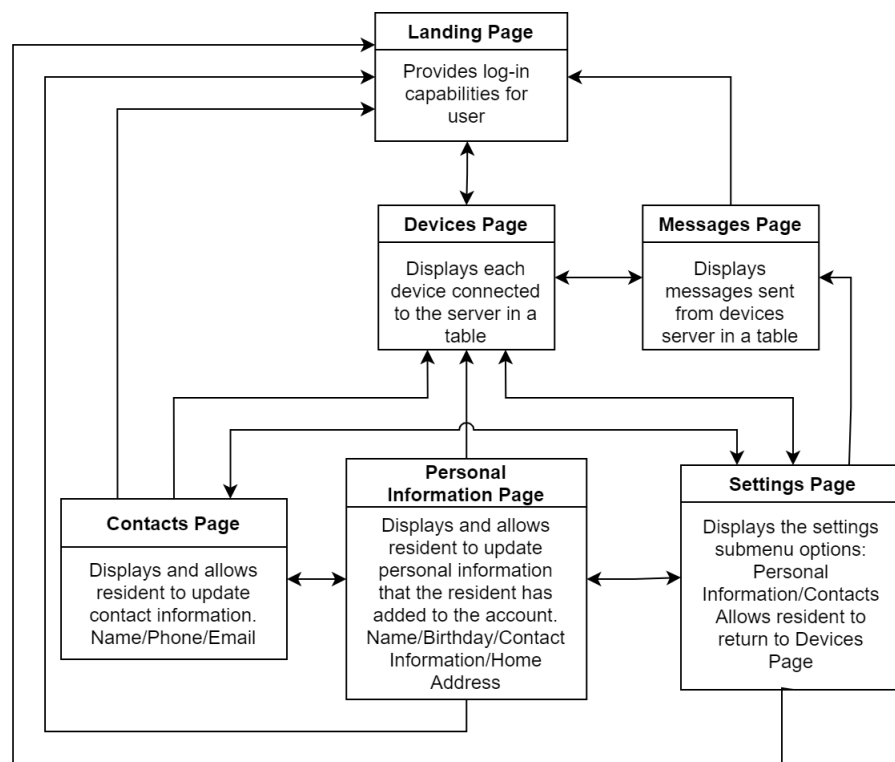 Landing Page
Provides log-in
capabilities for
user
Devices Page
Displays each
device connected
to the server in a
table
Messages Page
Displays
messages sent
from devices
server in a table
Contacts Page
Displays and allows
resident to update
contact information.
Name/Phone/Email
Personal
Information Page
Displays and allows
resident to update
personal information
that the resident has
added to the account.
Name/Birthday/Contact
Information/Home
Address
Settings Page
Displays the settings
submenu options:
Personal
Information/Contacts
Allows resident to
return to Devices
Page